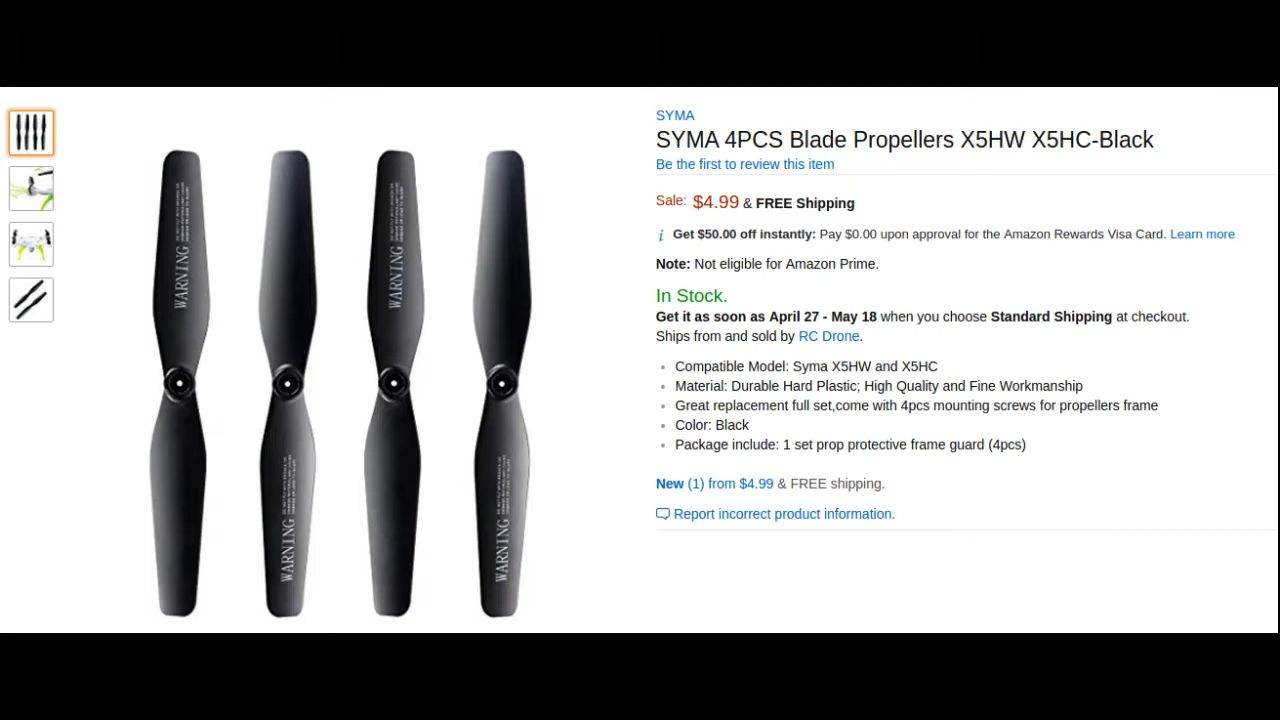 SYMA
SYMA 4PCS Blade Propellers X5HW X5HC-Black
Be the first to review this item
Sale: $4.99 & FREE Shipping
Get $50.00 off instantly: Pay $0.00 upon approval for the Amazon Rewards Visa Card. Learn more
Note: Not eligible for Amazon Prime.
In Stock.
Get it as soon as April 27 - May 18 when you choose Standard Shipping at checkout.
Ships from and sold by RC Drone.
Compatible Model: Syma X5HW and X5HC
Material: Durable Hard Plastic; High Quality and Fine Workmanship
Great replacement full set,come with 4pcs mounting screws for propellers frame
Color: Black
Package include: 1 set prop protective frame guard (4pcs)
New (1) from $4.99 & FREE shipping.
Report incorrect product information.
WARNING
WARNING
WARNING
WARNING